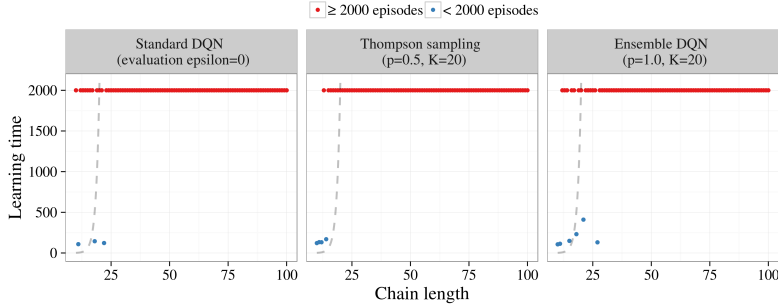 ≥ 2000 episodes < 2000 episodes
Standard DQN
(evaluation epsilon=0)
Thompson sampling
(p=0.5, K=20)
Ensemble DQN
(p=1.0, K=20)
Learning time
2000
1500
1000
500
0
25 50 75 100
25 50 75 100
25 50 75 100
Chain length